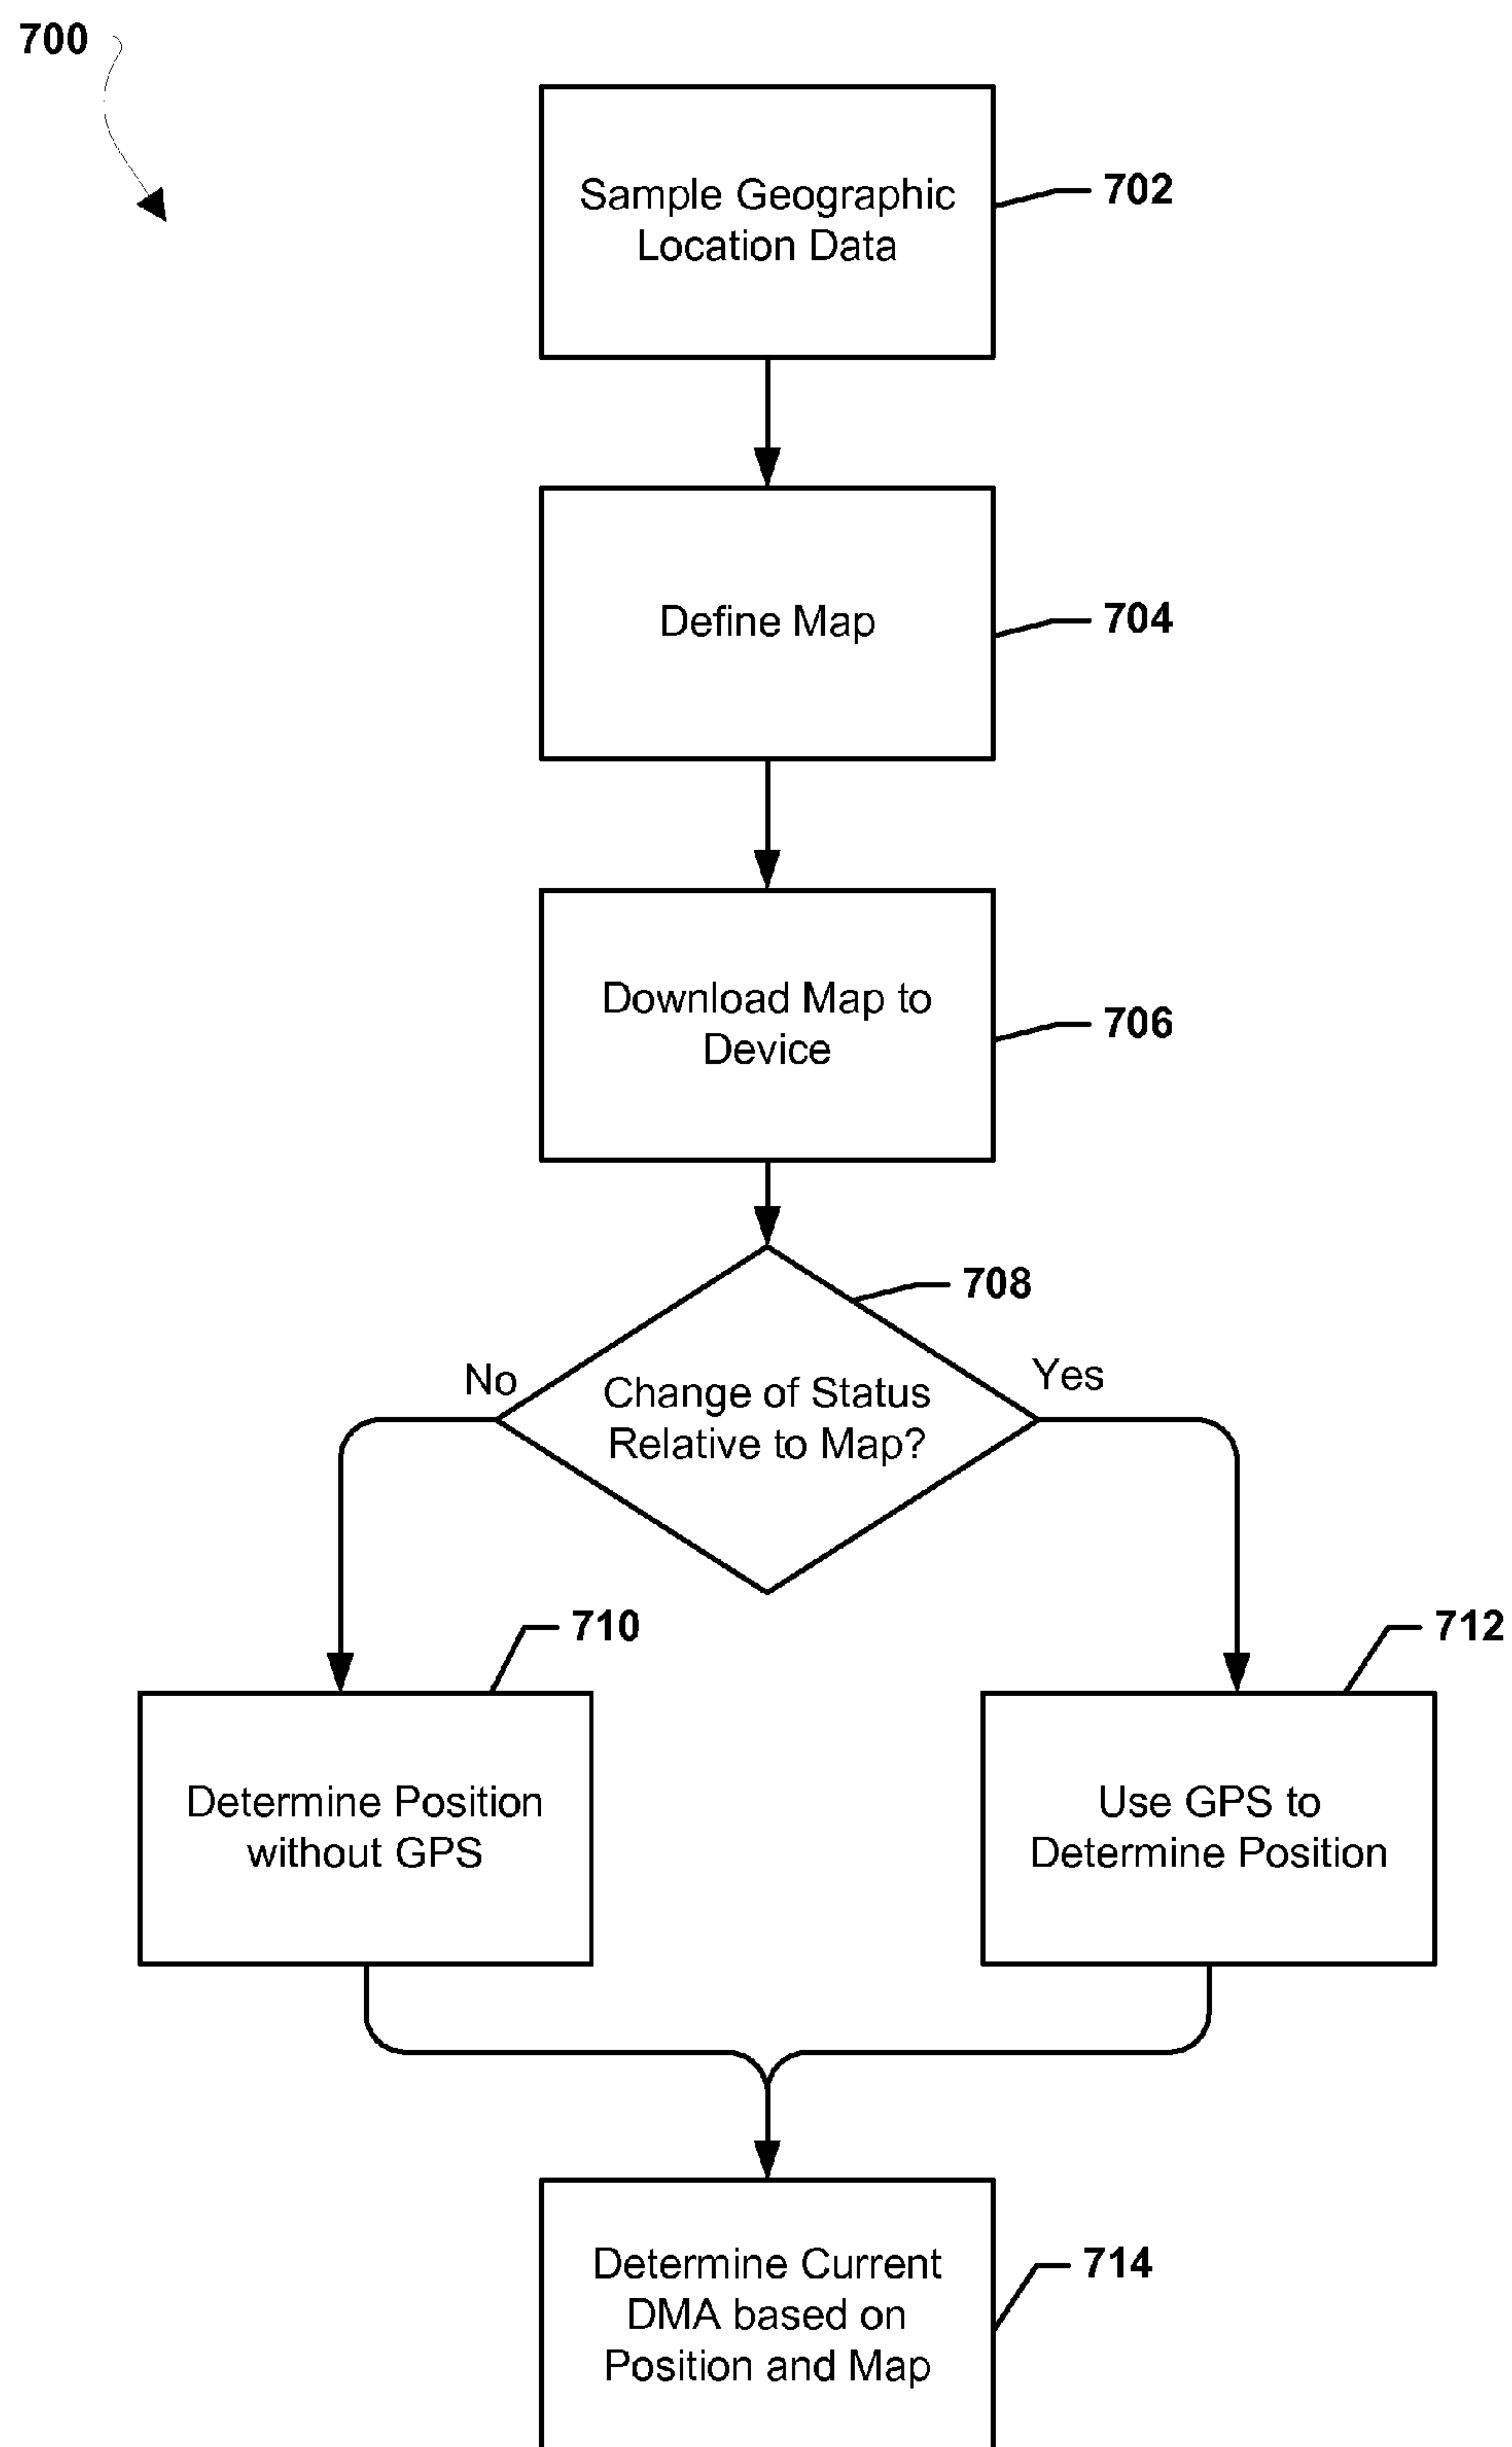 700
Sample Geographic
Location Data
702
Define Map
704
Download Map to
Device
706
708
No
Change of Status
Relative to Map?
Yes
710
712
Determine Position
without GPS
Use GPS to
Determine Position
Determine Current
DMA based on
Position and Map
714